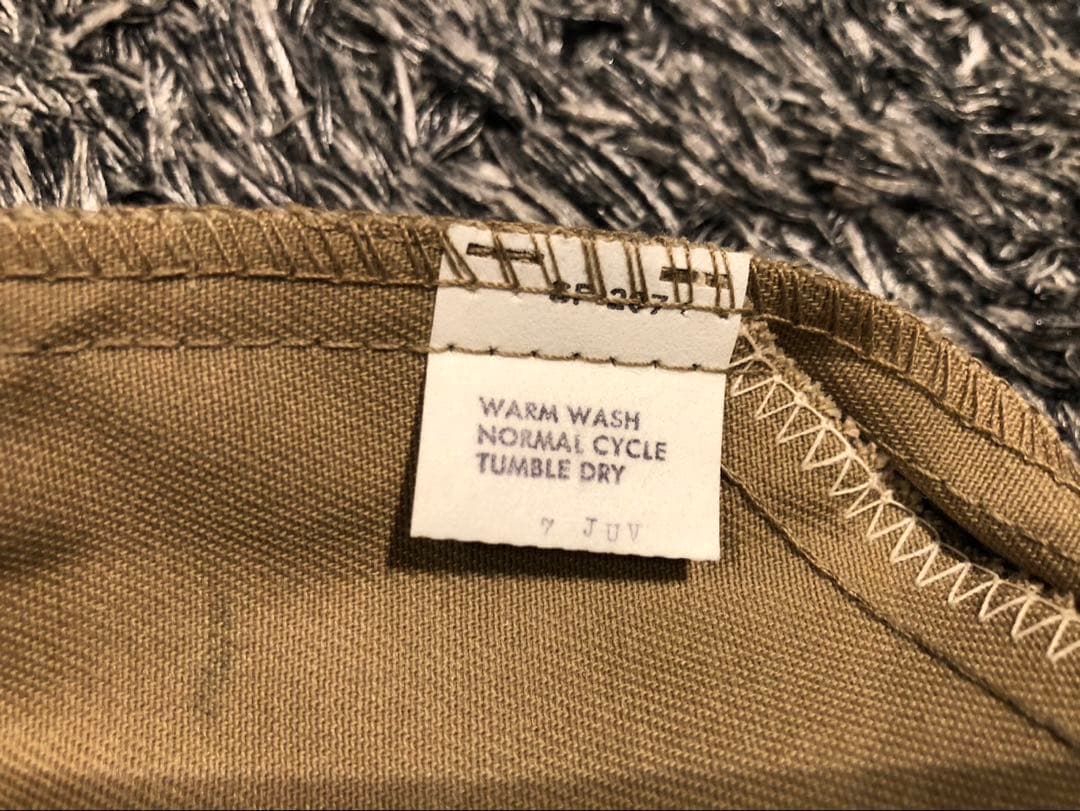 WARM WASH
NORMAL CYCLE
TUMBLE DRY
7 JUV